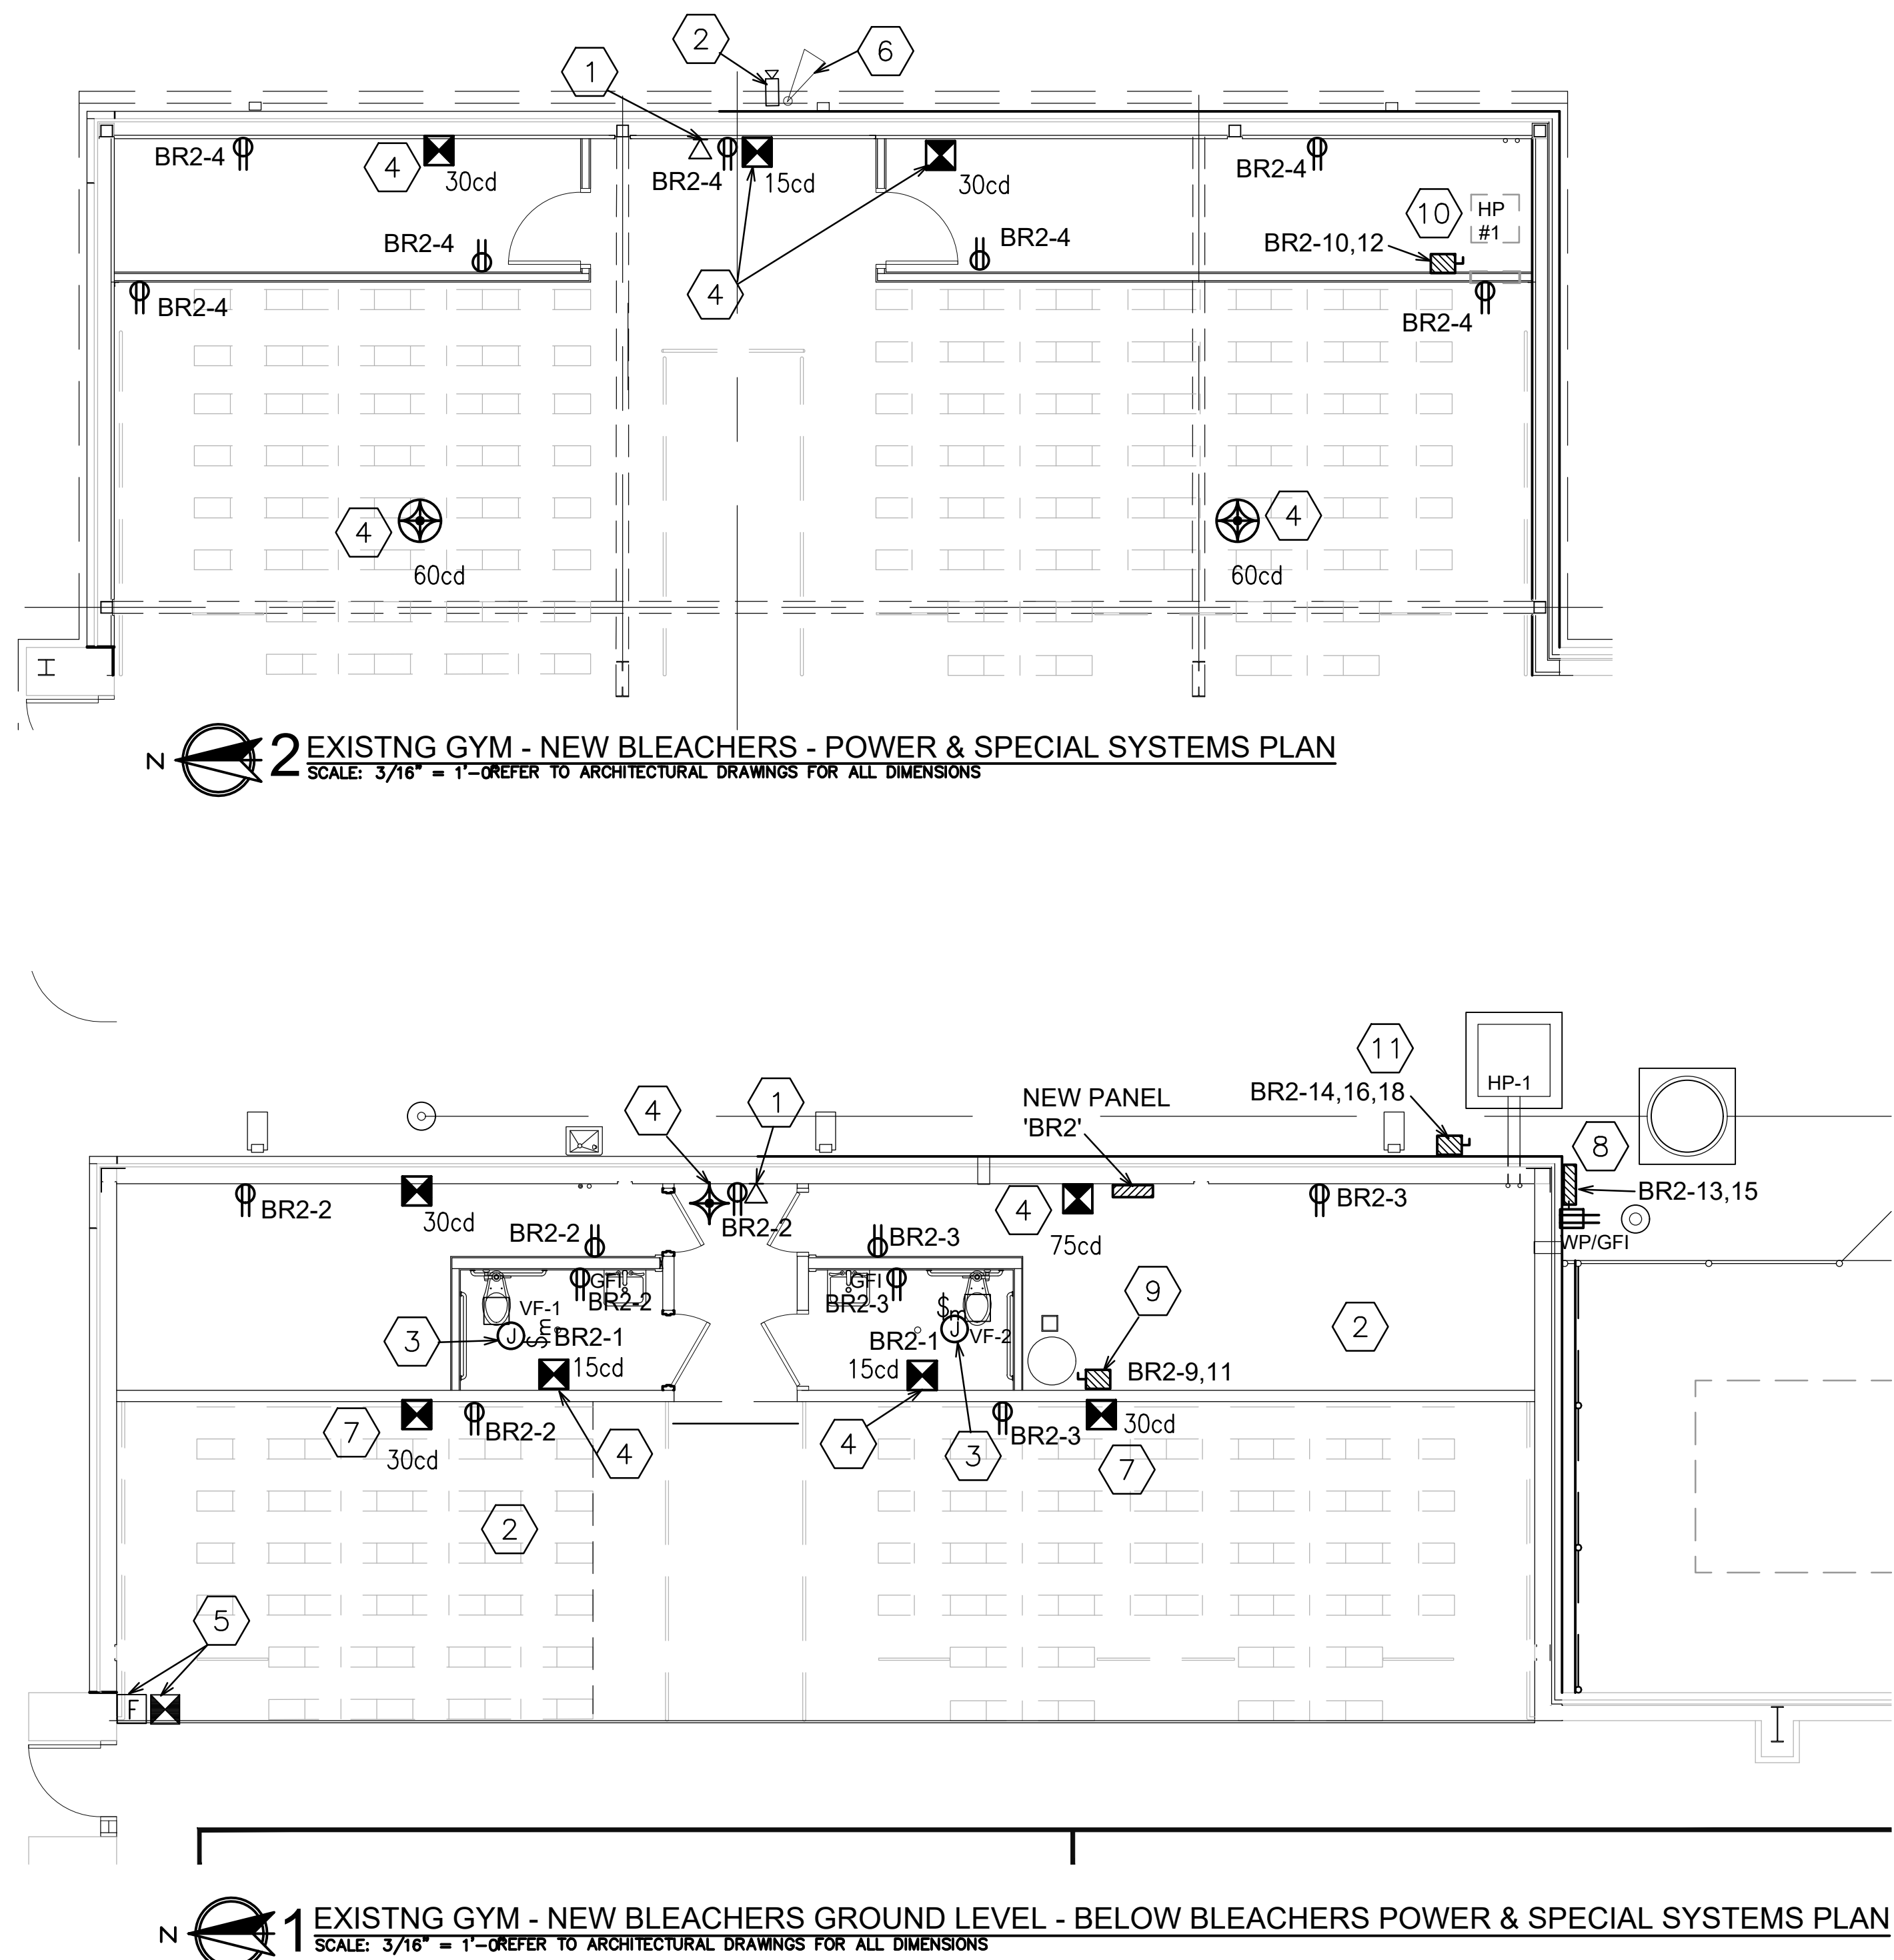 2
6
1
BR2-4
4
30cd
BR2-4
15cd
30cd
BR2-4
10
HP
#1
BR2-4
BR2-4
BR2-10,12
4
BR2-4
BR2-4
4
4
60cd
60cd
N
2 EXISTNG GYM - NEW BLEACHERS - POWER & SPECIAL SYSTEMS PLAN
SCALE: 3/16" = 1'-0" REFER TO ARCHITECTURAL DRAWINGS FOR ALL DIMENSIONS
11
HP-1
4
1
NEW PANEL
'BR2'
BR2-14,16,18
8
BR2-2
30cd
BR2-2
4
BR2-3
BR2-13,15
BR2-2
BR2-3
75cd
WP/GFI
GFI
BR2-2
GFI
BR2-3
9
VF-1
$m
$m
2
3
J
BR2-1
BR2-1
J
VF-2
15cd
15cd
BR2-9,11
7
BR2-2
30cd
4
4
3
BR2-3
30cd
7
2
5
F
N
1 EXISTNG GYM - NEW BLEACHERS GROUND LEVEL - BELOW BLEACHERS POWER & SPECIAL SYSTEMS PLAN
SCALE: 3/16" = 1'-0" REFER TO ARCHITECTURAL DRAWINGS FOR ALL DIMENSIONS